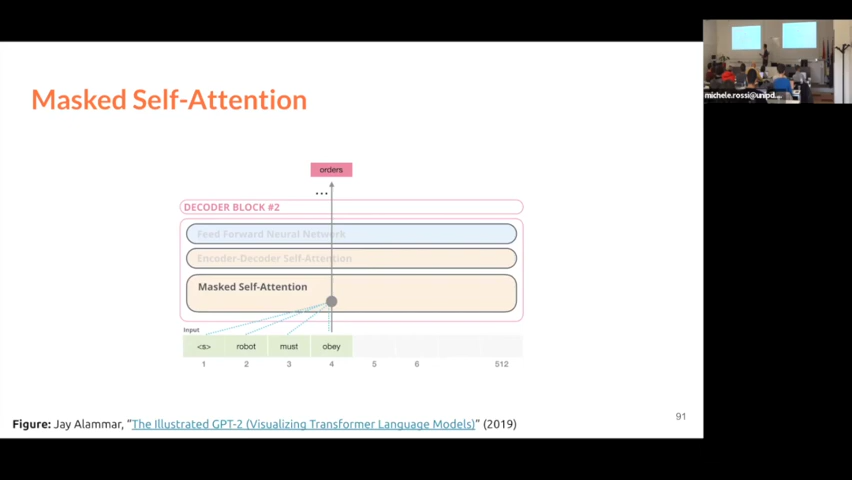 Masked Self-Attention
michele.rossi@unipd....
orders
...
DECODER BLOCK #2
Feed Forward Neural Network
Encoder-Decoder Self-Attention
Masked Self-Attention
Input
<s> robot must obey
1 2 3 4 5 6 512
91
Figure: Jay Alammar, “The Illustrated GPT-2 (Visualizing Transformer Language Models)” (2019)